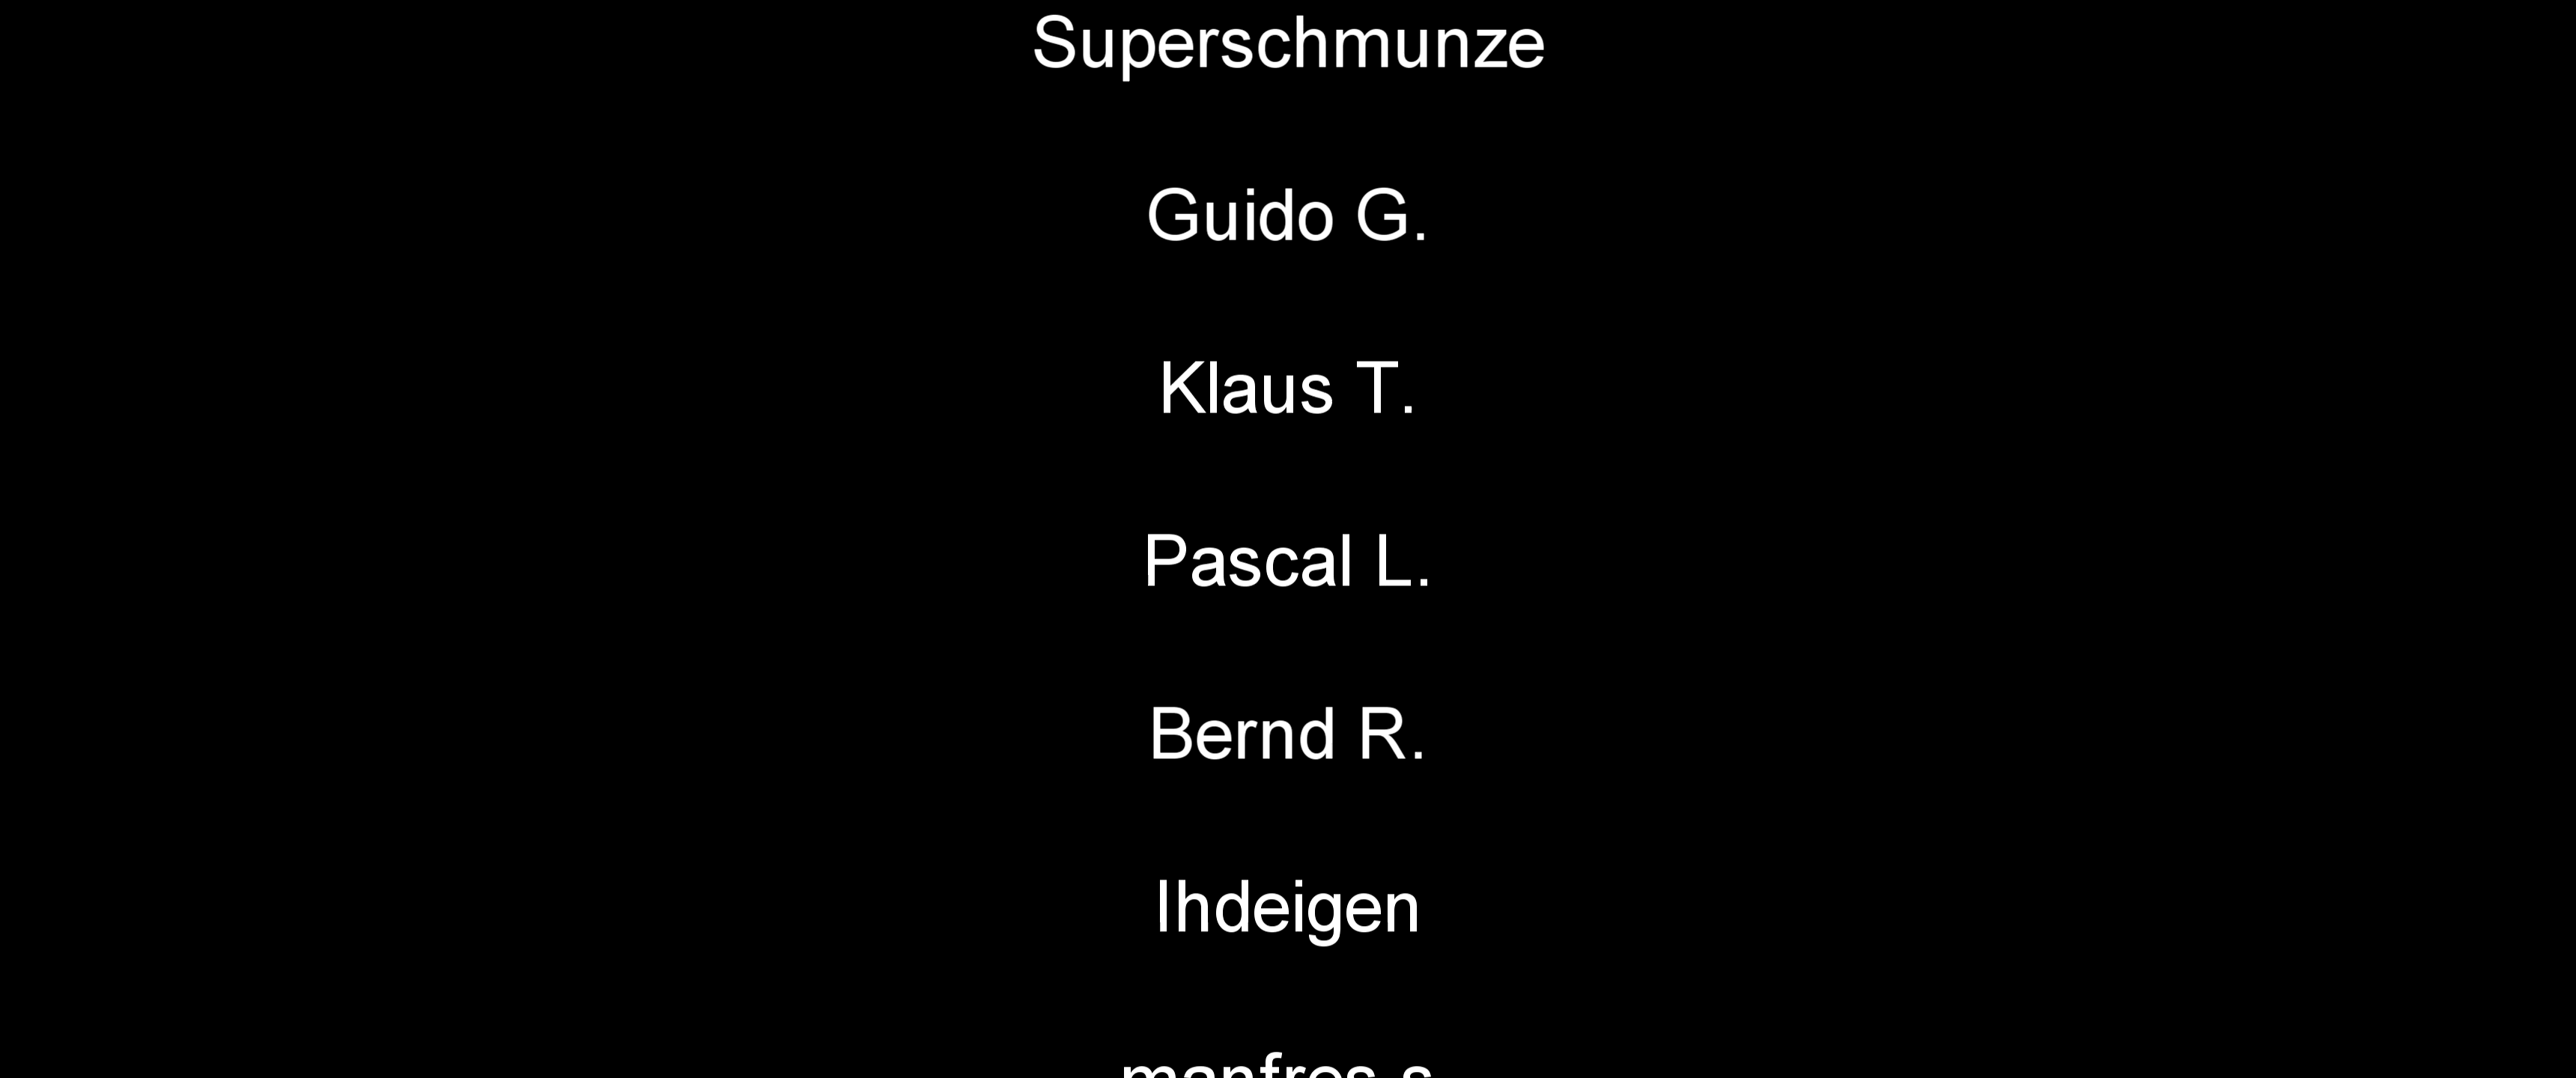 Superschmunze
Guido G.
Klaus T.
Pascal L.
Bernd R.
Ihdeigen